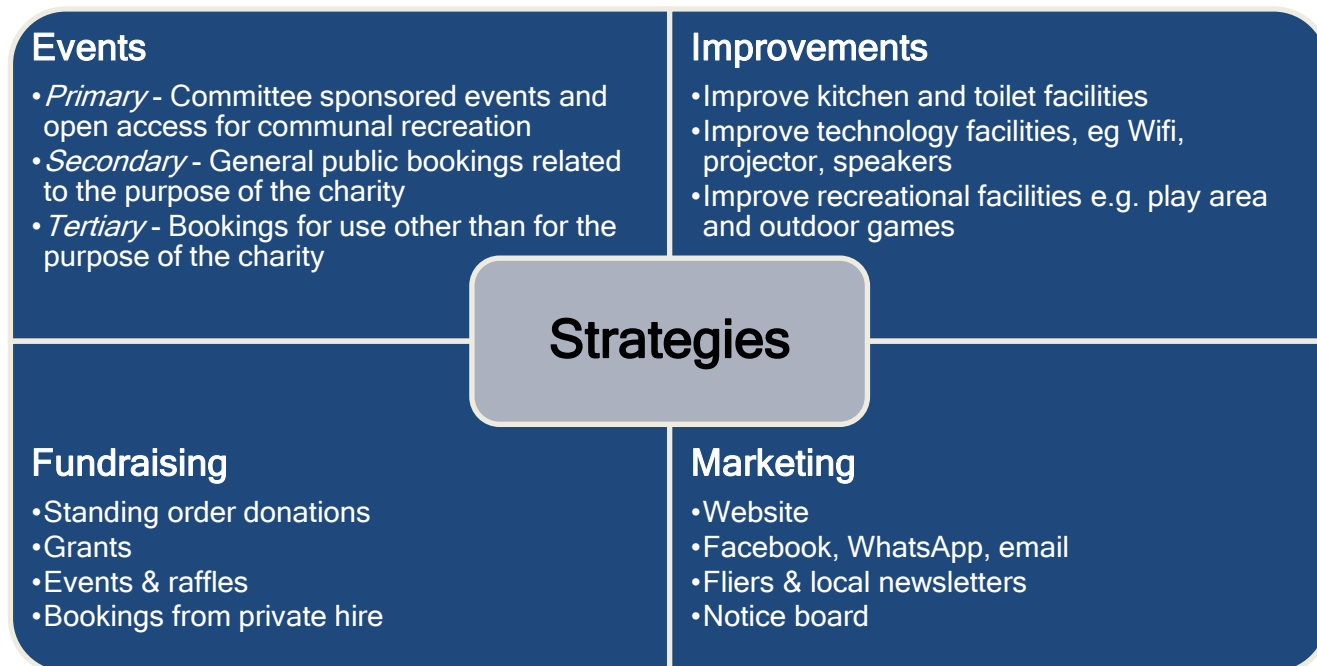 Events
•Primary - Committee sponsored events and
open access for communal recreation
•Secondary - General public bookings related
to the purpose of the charity
•Tertiary - Bookings for use other than for the
purpose of the charity
Improvements
•Improve kitchen and toilet facilities
•Improve technology facilities, eg Wifi,
projector, speakers
•Improve recreational facilities e.g. play area
and outdoor games
Strategies
Fundraising
•Standing order donations
•Grants
•Events & raffles
•Bookings from private hire
Marketing
•Website
•Facebook, WhatsApp, email
•Fliers & local newsletters
•Notice board